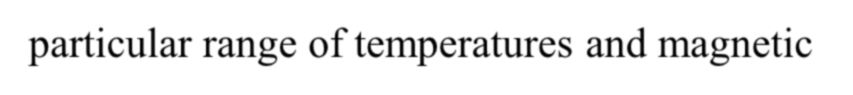 particular range of temperatures and magnetic